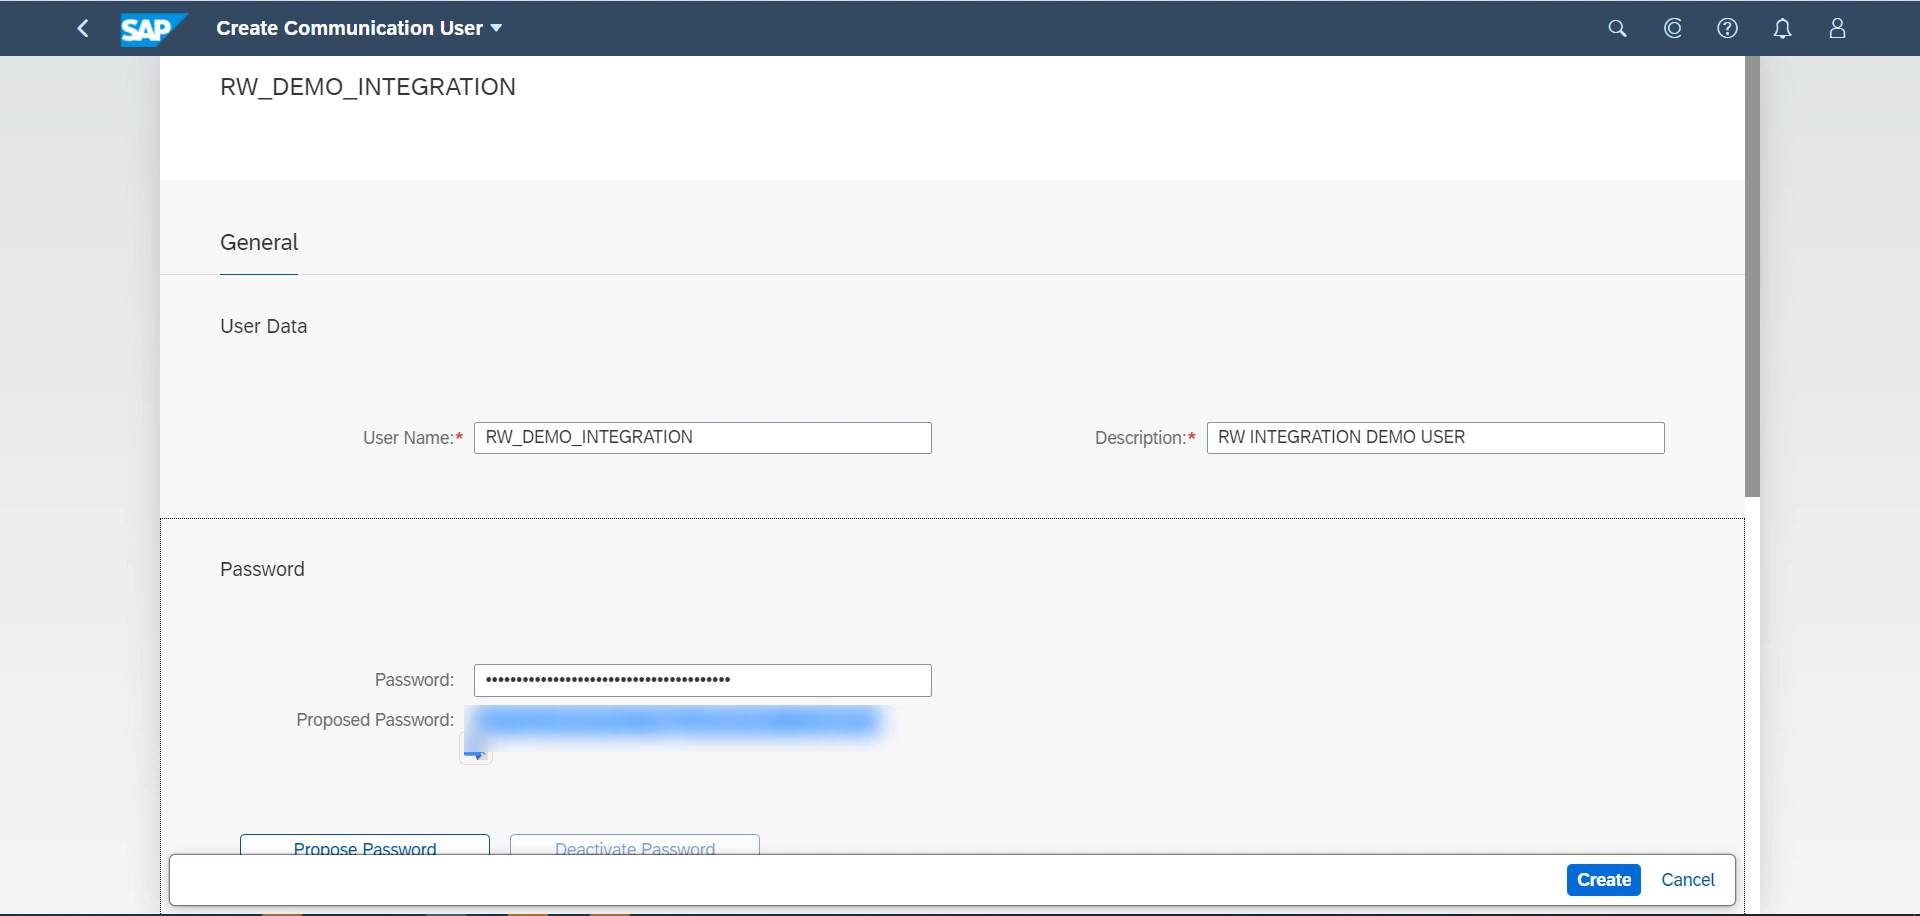 SAP Create Communication User
RW_DEMO_INTEGRATION
General
User Data
User Name:* RW_DEMO_INTEGRATION Description:* RW INTEGRATION DEMO USER
Password
Password: ••••••••••••••••••••••••••••••••••••••••
Proposed Password:
Propose Password Deactivate Password
Create Cancel